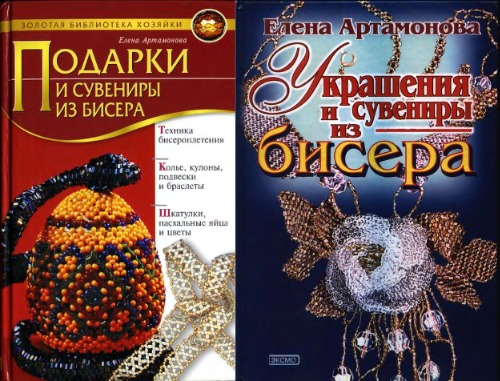 ЗОЛОТАЯ БИБЛИОТЕКА ХОЗЯЙКИ
Елена Артамонова
ПОДАРКИ
И СУВЕНИРЫ
ИЗ БИСЕРА
Техника
бисероплетения
Колье, кулоны,
подвески
и браслеты
Шкатулки,
пасхальные яйца
и цветы
Елена Артамонова
Украшения
и сувениры
из
бисера
ЭКСМО